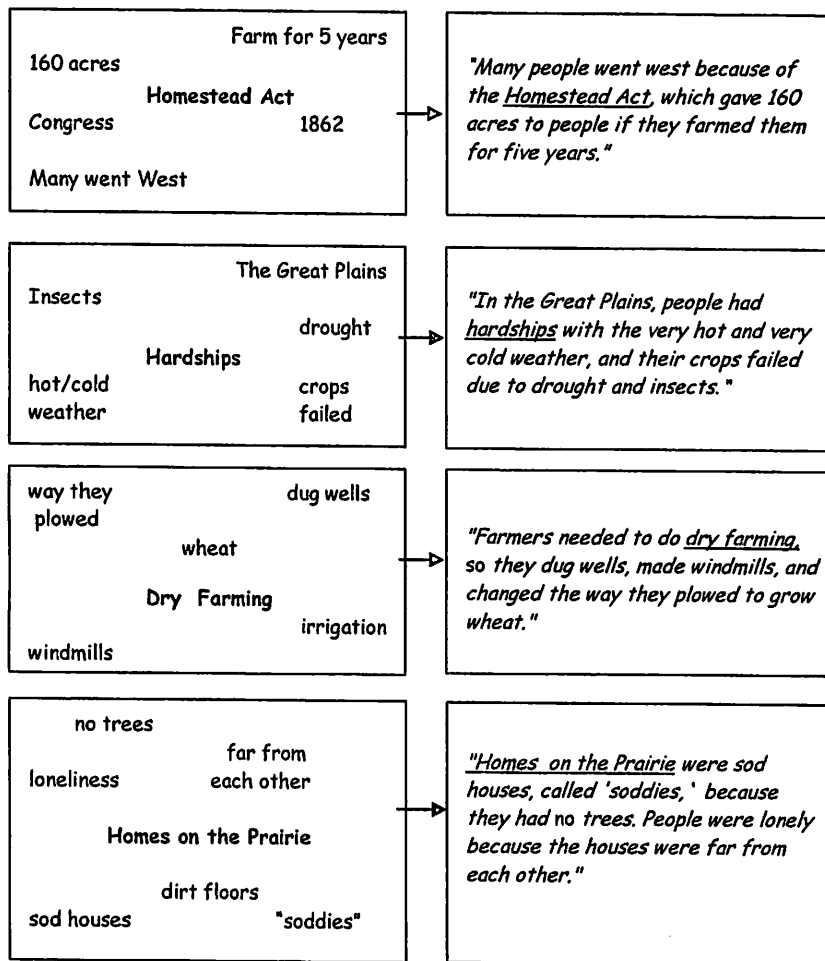 Farm for 5 years
160 acres
Homestead Act
Congress 1862
Many went West
"Many people went west because of
the Homestead Act, which gave 160
acres to people if they farmed them
for five years."
The Great Plains
Insects
drought
Hardships
hot/cold crops
weather failed
"In the Great Plains, people had
hardships with the very hot and very
cold weather, and their crops failed
due to drought and insects. "
way they dug wells
plowed
wheat
Dry Farming
irrigation
windmills
"Farmers needed to do dry farming,
so they dug wells, made windmills, and
changed the way they plowed to grow
wheat."
no trees
far from
loneliness each other
Homes on the Prairie
dirt floors
sod houses "soddies"
"Homes on the Prairie were sod
houses, called 'soddies,' because
they had no trees. People were lonely
because the houses were far from
each other."